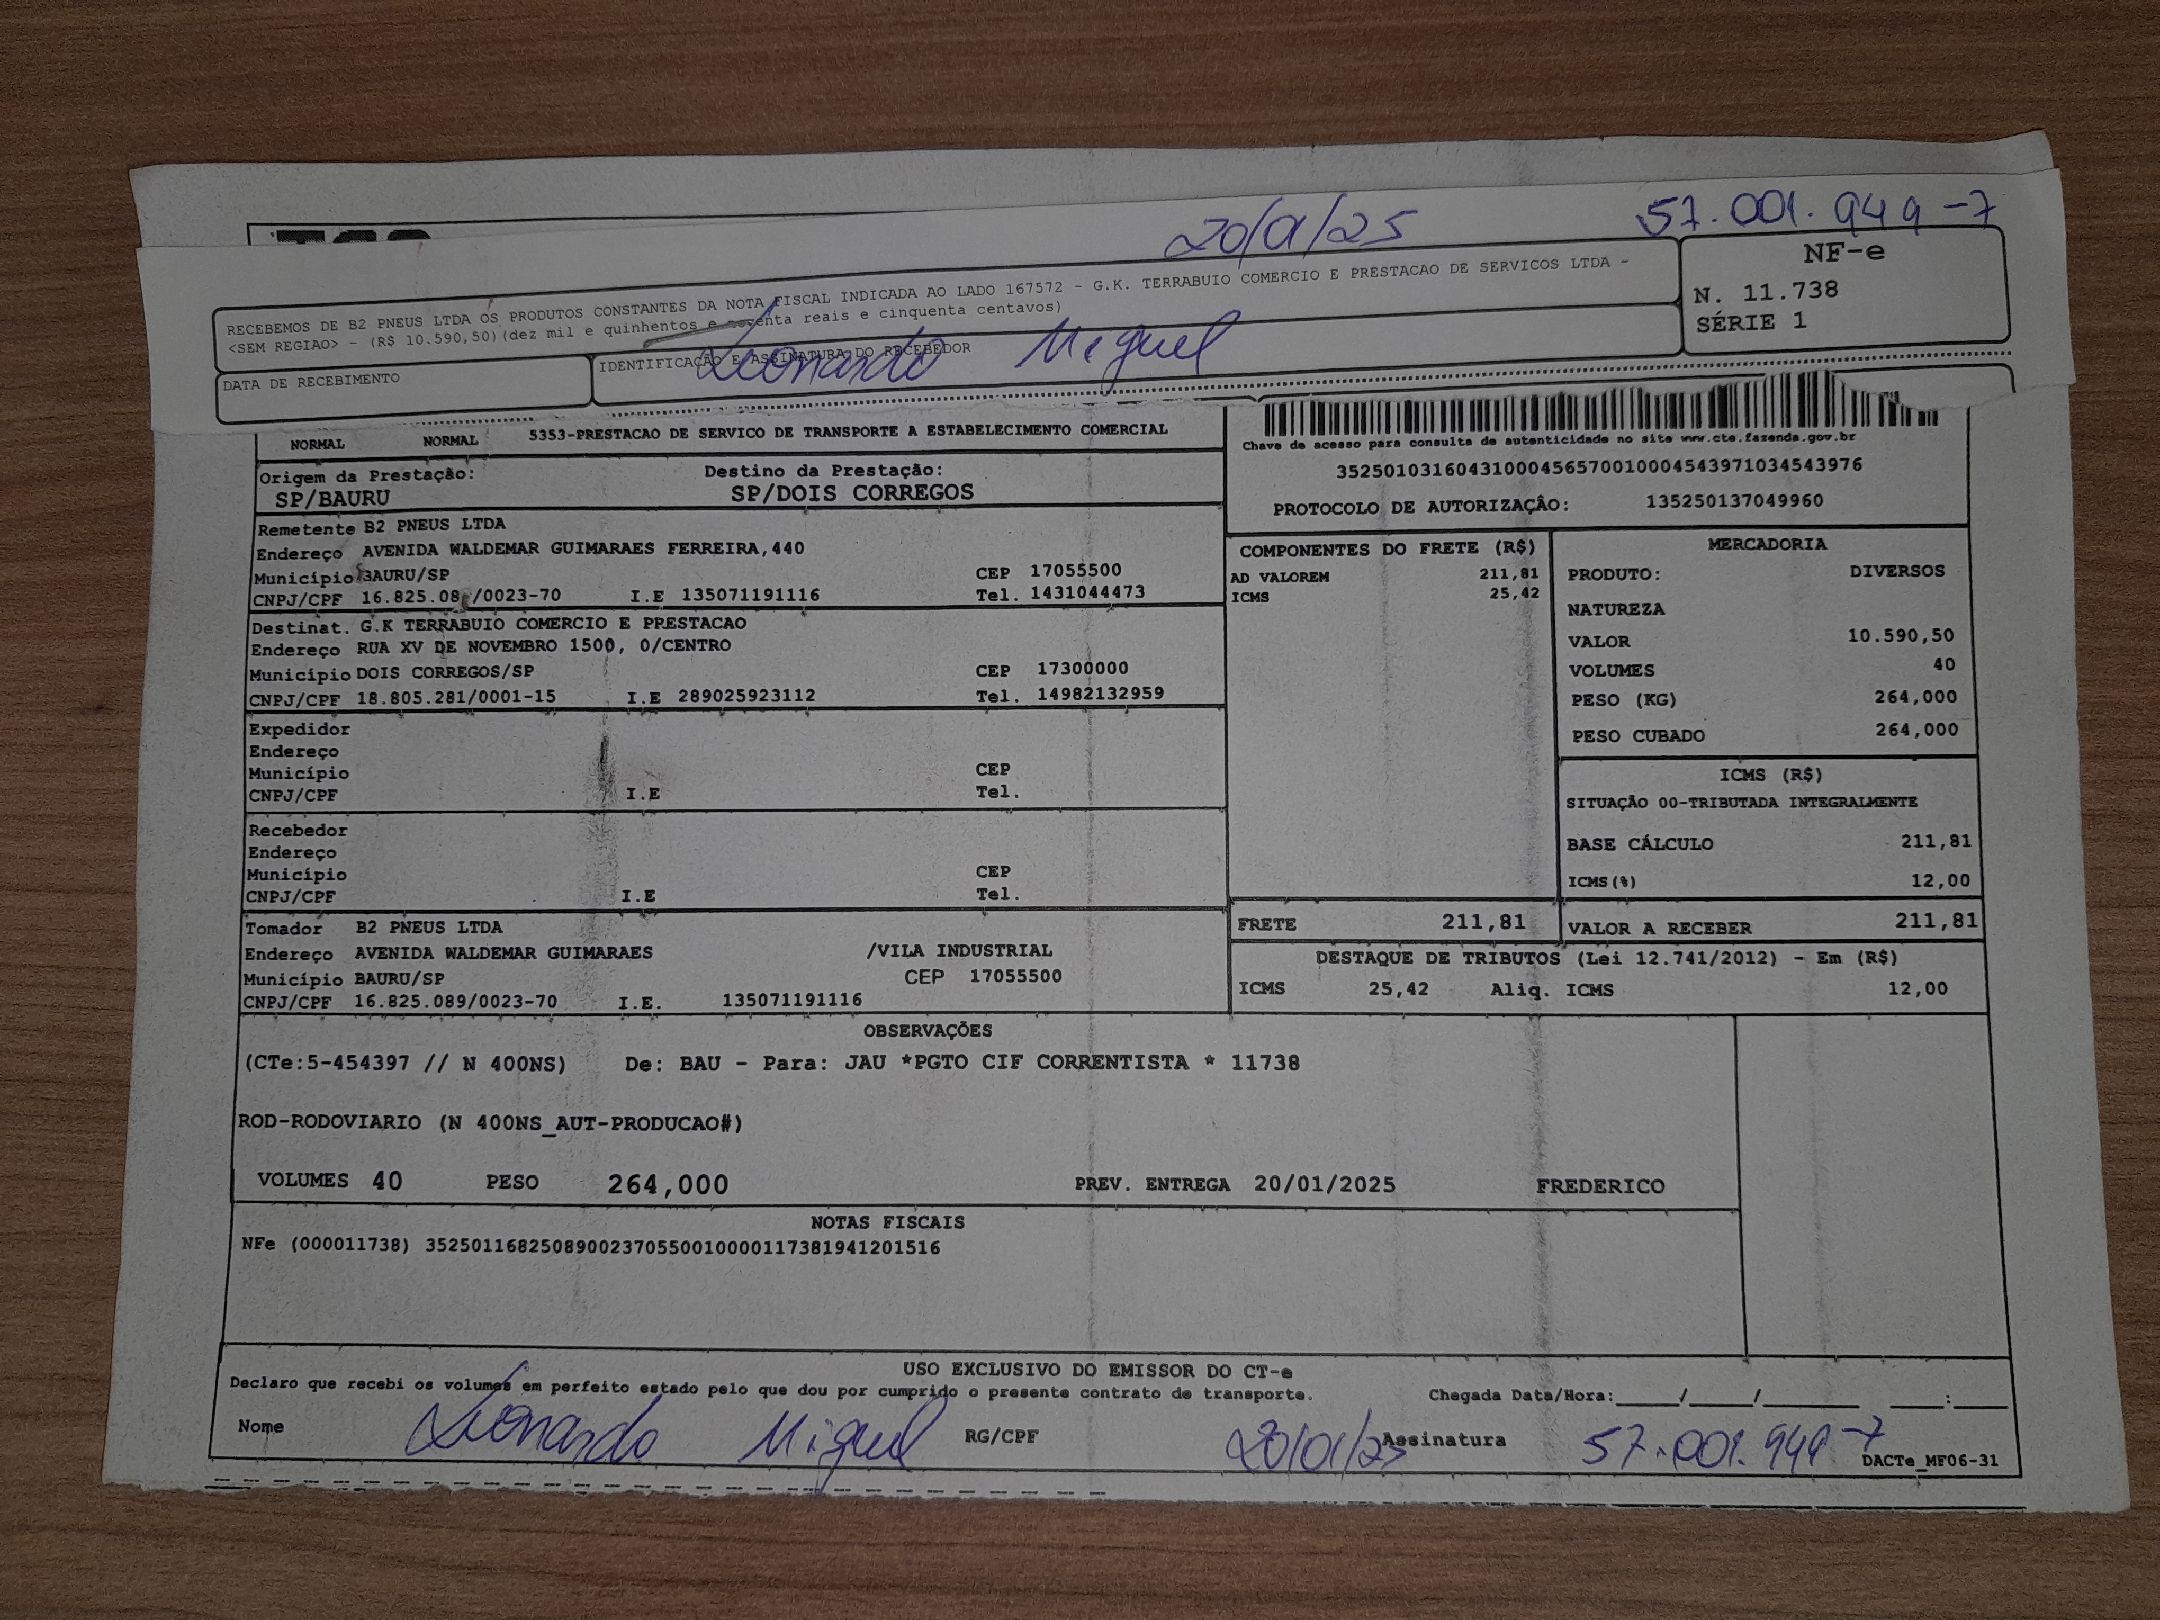 20/01/25 57.001.949-7
NF-e
N. 11.738
SÉRIE 1
RECEBEMOS DE B2 PNEUS LTDA OS PRODUTOS CONSTANTES DA NOTA FISCAL INDICADA AO LADO 167572 - G.K. TERRABUIO COMERCIO E PRESTACAO DE SERVICOS LTDA -
<SEM REGIAO> - (R$ 10.590,50)(dez mil e quinhentos e noventa reais e cinquenta centavos)
DATA DE RECEBIMENTO
IDENTIFICAÇÃO E ASSINATURA DO RECEBEDOR
Leonardo Miguel
NORMAL NORMAL 5353-PRESTACAO DE SERVICO DE TRANSPORTE A ESTABELECIMENTO COMERCIAL
Chave de acesso para consulta de autenticidade no site www.cte.fazenda.gov.br
35250103160431000456570010004543971034543976
PROTOCOLO DE AUTORIZAÇÃO: 135250137049960
Origem da Prestação: Destino da Prestação:
SP/BAURU SP/DOIS CORREGOS
Remetente B2 PNEUS LTDA
Endereço AVENIDA WALDEMAR GUIMARAES FERREIRA,440
Município BAURU/SP CEP 17055500
CNPJ/CPF 16.825.08 /0023-70 I.E 135071191116 Tel. 1431044473
Destinat. G.K TERRABUIO COMERCIO E PRESTACAO
Endereço RUA XV DE NOVEMBRO 1500, 0/CENTRO
Município DOIS CORREGOS/SP CEP 17300000
CNPJ/CPF 18.805.281/0001-15 I.E 289025923112 Tel. 14982132959
Expedidor
Endereço
Município CEP
CNPJ/CPF I.E Tel.
Recebedor
Endereço
Município CEP
CNPJ/CPF I.E Tel.
Tomador B2 PNEUS LTDA
Endereço AVENIDA WALDEMAR GUIMARAES /VILA INDUSTRIAL
Município BAURU/SP CEP 17055500
CNPJ/CPF 16.825.089/0023-70 I.E. 135071191116
COMPONENTES DO FRETE (R$)
AD VALOREM 211,81
ICMS 25,42
MERCADORIA
PRODUTO: DIVERSOS
NATUREZA
VALOR 10.590,50
VOLUMES 40
PESO (KG) 264,000
PESO CUBADO 264,000
ICMS (R$)
SITUAÇÃO 00-TRIBUTADA INTEGRALMENTE
BASE CÁLCULO 211,81
ICMS(%) 12,00
FRETE 211,81 VALOR A RECEBER 211,81
DESTAQUE DE TRIBUTOS (Lei 12.741/2012) - Em (R$)
ICMS 25,42 Aliq. ICMS 12,00
OBSERVAÇÕES
(CTe:5-454397 // N 400NS) De: BAU - Para: JAU *PGTO CIF CORRENTISTA * 11738
ROD-RODOVIARIO (N 400NS_AUT-PRODUCAO#)
VOLUMES 40 PESO 264,000 PREV. ENTREGA 20/01/2025 FREDERICO
NOTAS FISCAIS
NFe (000011738) 35250116825089002370550010000117381941201516
USO EXCLUSIVO DO EMISSOR DO CT-e
Declaro que recebi os volumes em perfeito estado pelo que dou por cumprido o presente contrato de transporte. Chegada Data/Hora:____/____/______ ___:___
Nome Leonardo Miguel RG/CPF 20/01/25 Assinatura 57.001.949-7
DACTe_MF06-31